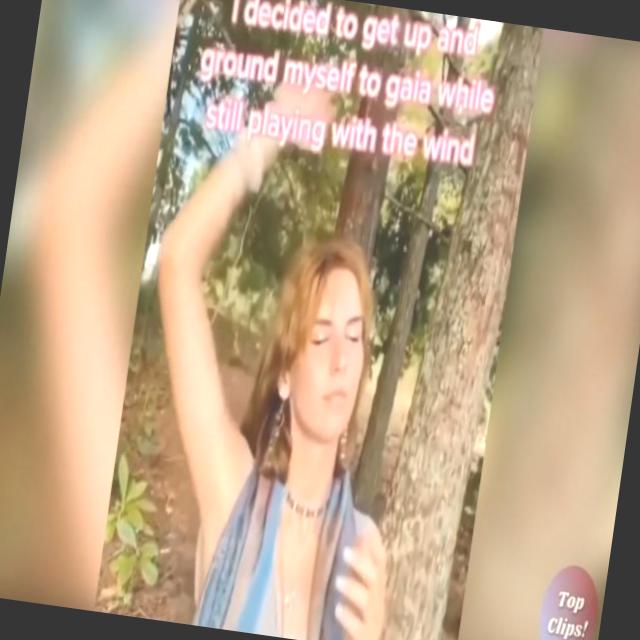 I decided to get up and
ground myself to gaia while
still playing with the wind
Top
Clips!